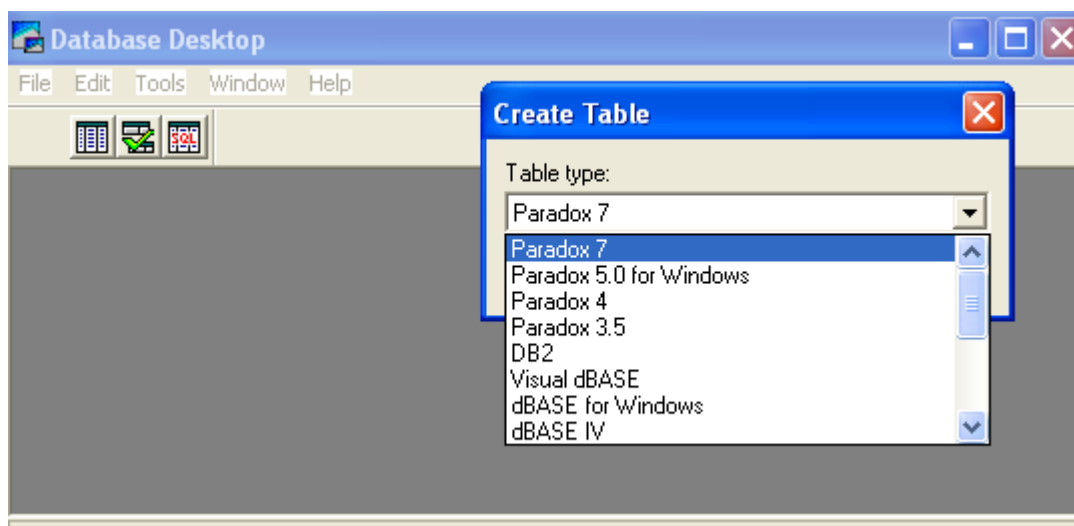 Database Desktop
File Edit Tools Window Help
SQL
Create Table
Table type:
Paradox 7
Paradox 7
Paradox 5.0 for Windows
Paradox 4
Paradox 3.5
DB2
Visual dBASE
dBASE for Windows
dBASE IV